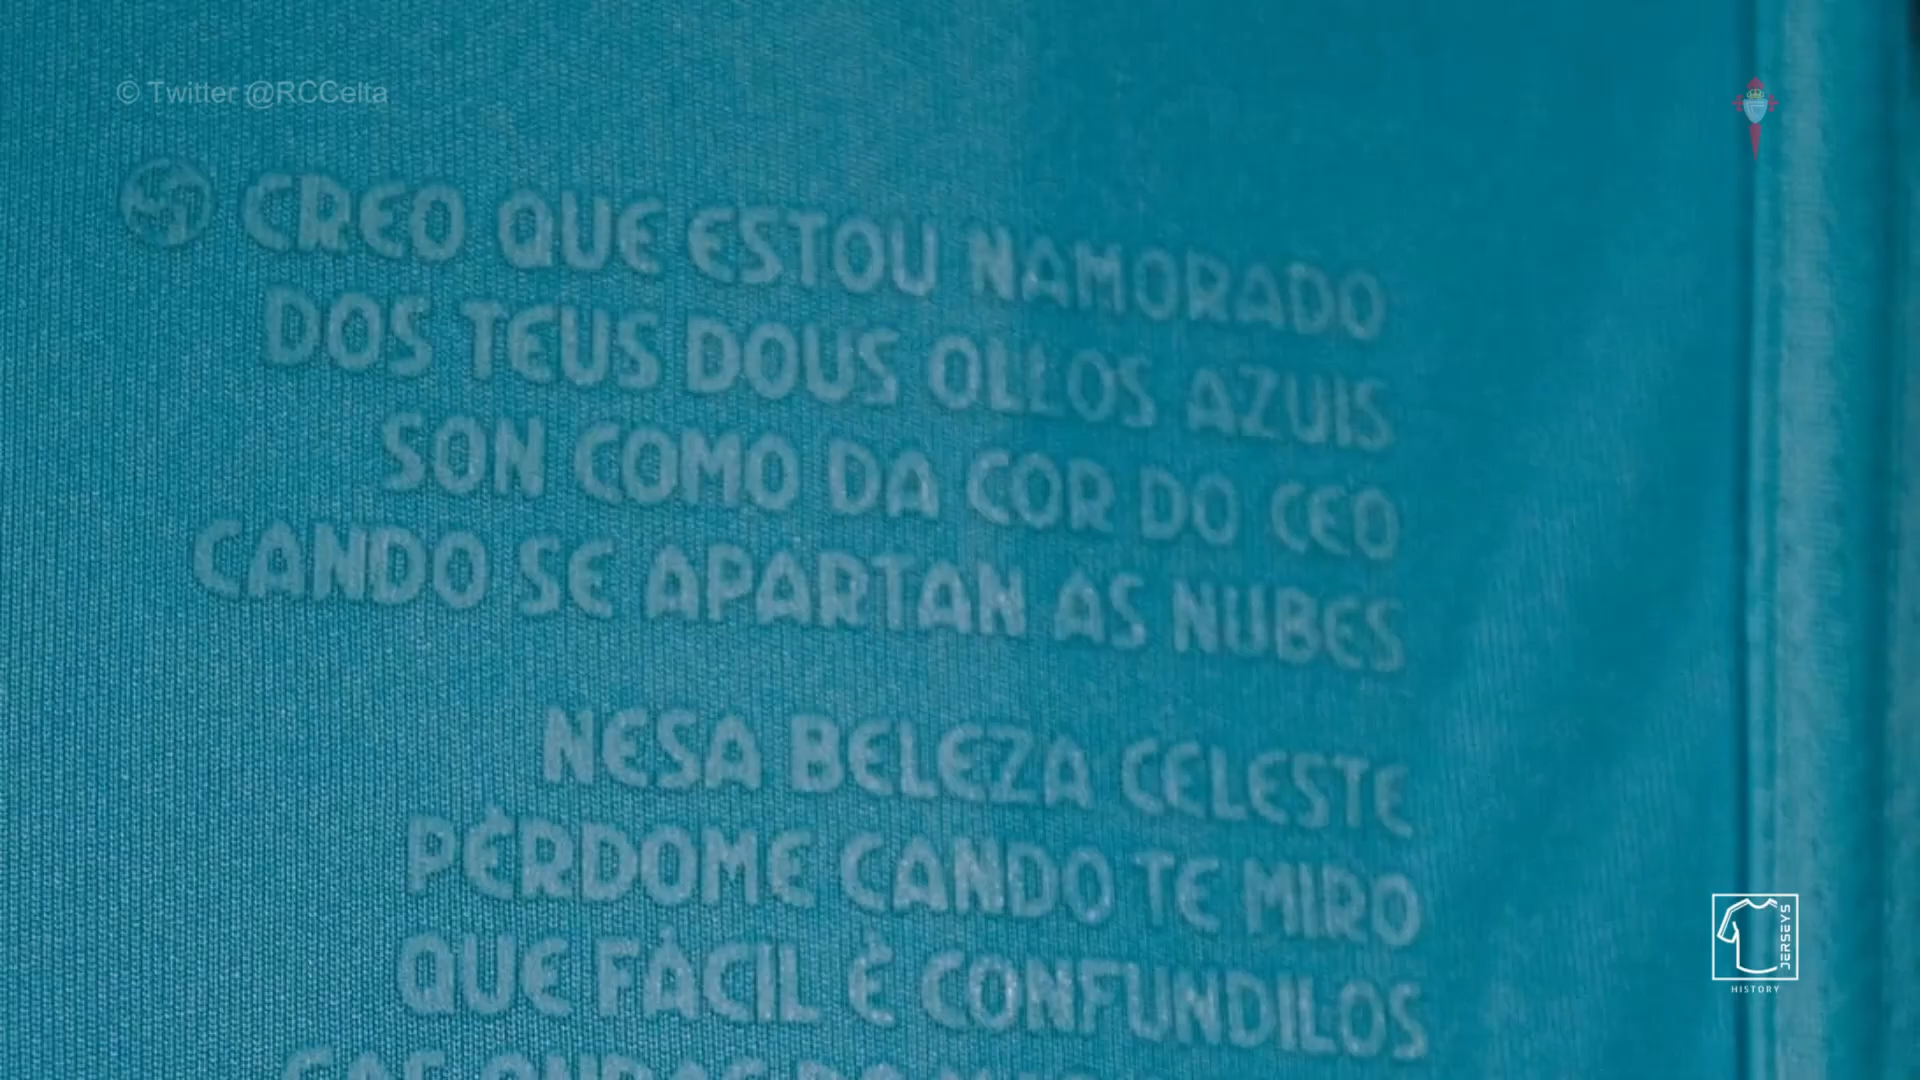 © Twitter @RCCelta
CREO QUE ESTOU NAMORADO
DOS TEUS DOUS OLLOS AZUIS
SON COMO DA COR DO CEO
CANDO SE APARTAN AS NUBES
NESA BELEZA CELESTE
PÉRDOME CANDO TE MIRO
QUE FÁCIL É CONFUNDILOS
JERSEYS
HISTORY